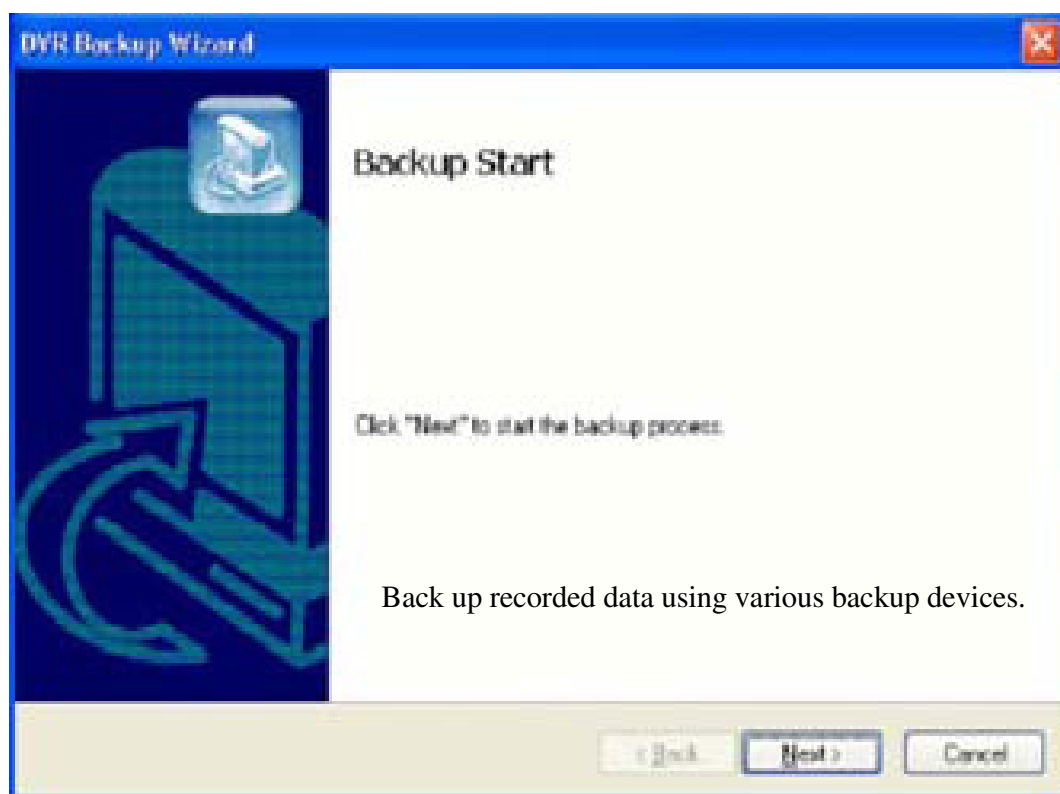 DVR Backup Wizard
Backup Start
Click "Next" to start the backup process.
Back up recorded data using various backup devices.
< Back
Next >
Cancel